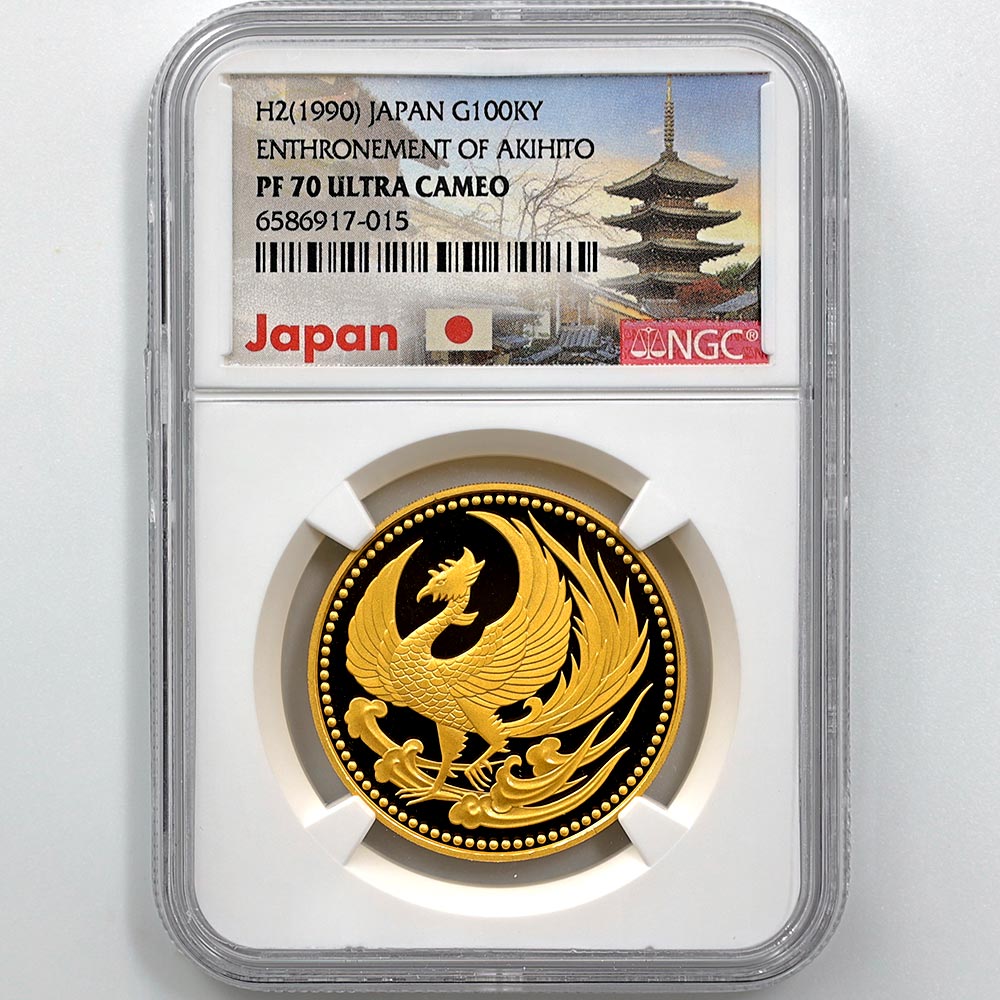 H2(1990) JAPAN G100KY
ENTHRONEMENT OF AKIHITO
PF 70 ULTRA CAMEO
6586917-015
Japan
NGC®